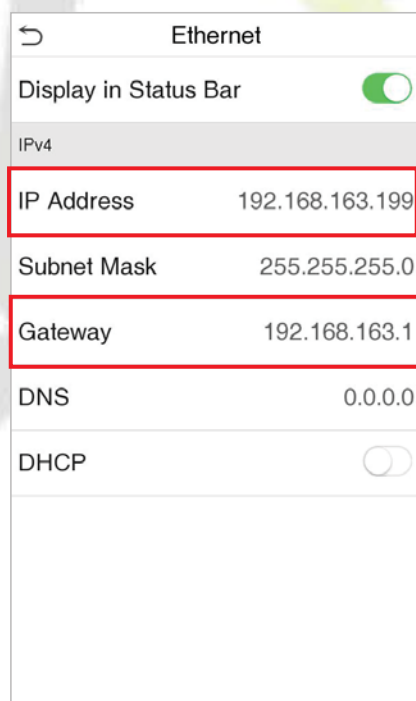 Ethernet
Display in Status Bar
IPv4
IP Address 192.168.163.199
Subnet Mask 255.255.255.0
Gateway 192.168.163.1
DNS 0.0.0.0
DHCP